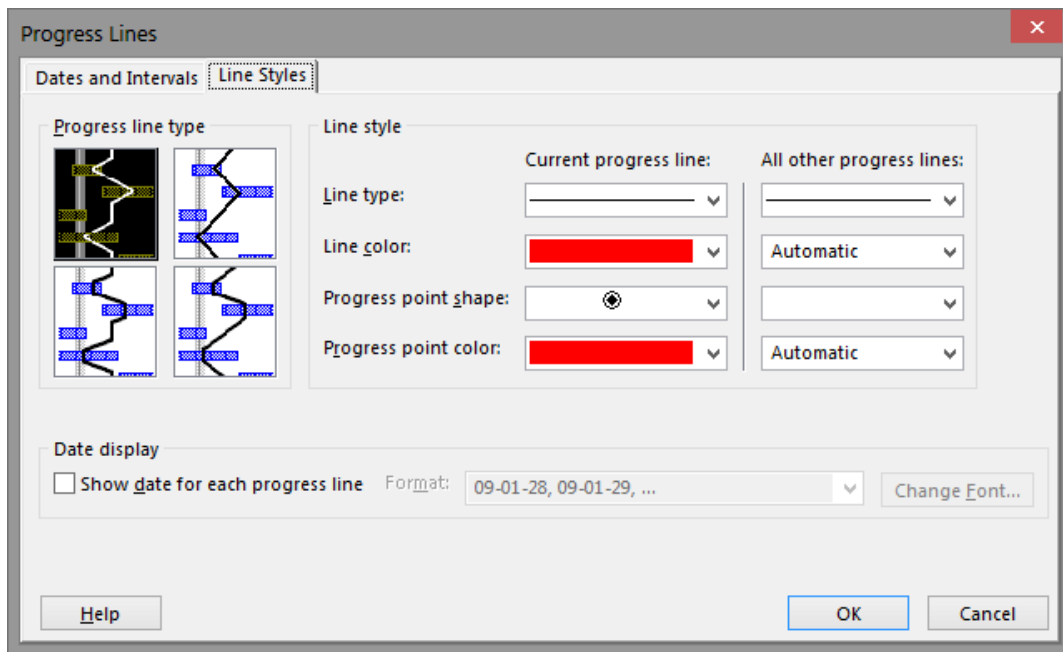 Progress Lines
Dates and Intervals
Line Styles
Progress line type
Line style
Current progress line:
All other progress lines:
Line type:
Line color:
Automatic
Progress point shape:
Progress point color:
Automatic
Date display
Show date for each progress line
Format:
09-01-28, 09-01-29, ...
Change Font...
Help
OK
Cancel